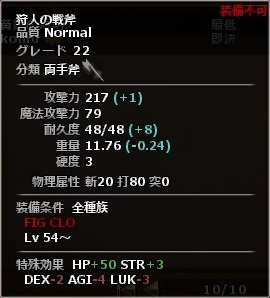 装備不可
狩人の戦斧
品質 Normal
グレード 22
分類 両手斧
最低
即決
攻撃力 217 (+1)
魔法攻撃力 79
耐久度 48/48 (+8)
重量 11.76 (-0.24)
硬度 3
物理属性 斬20 打80 突0
装備条件 全種族
FIG CLO
Lv 54～
特殊効果 HP+50 STR+3
DEX-2 AGI-4 LUK-3
10/10